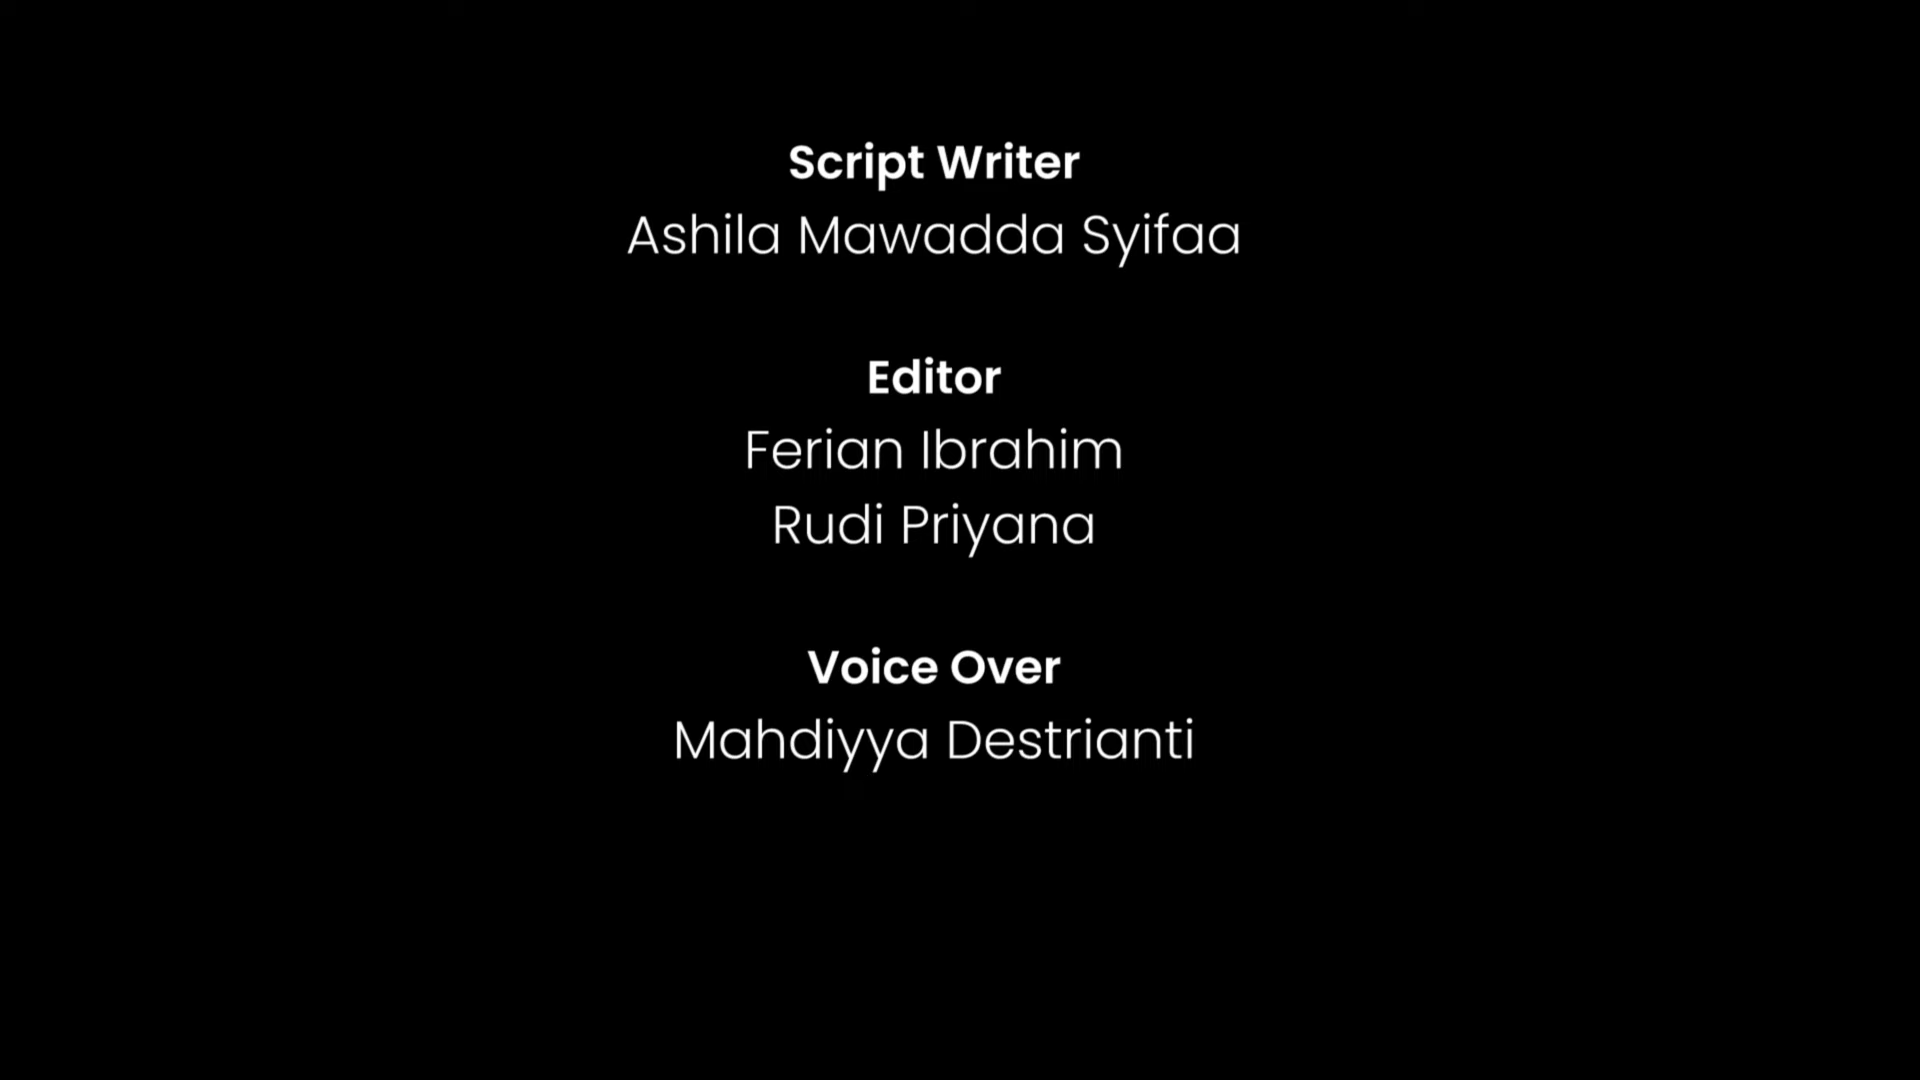 Script Writer
Ashila Mawadda Syifaa
Editor
Ferian Ibrahim
Rudi Priyana
Voice Over
Mahdiyya Destrianti